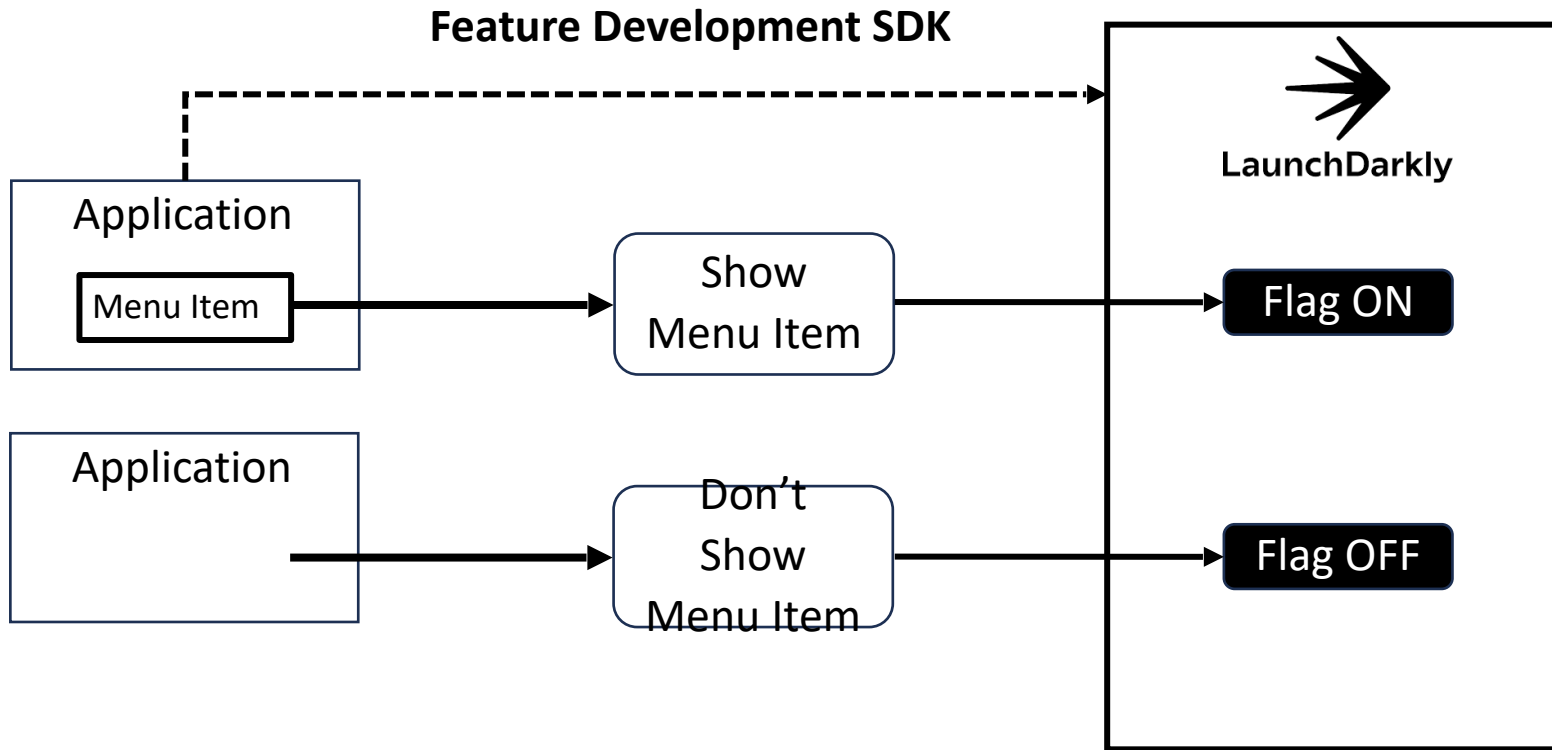 Feature Development SDK
LaunchDarkly
Application
Menu Item
Show
Menu Item
Flag ON
Application
Don’t
Show
Menu Item
Flag OFF